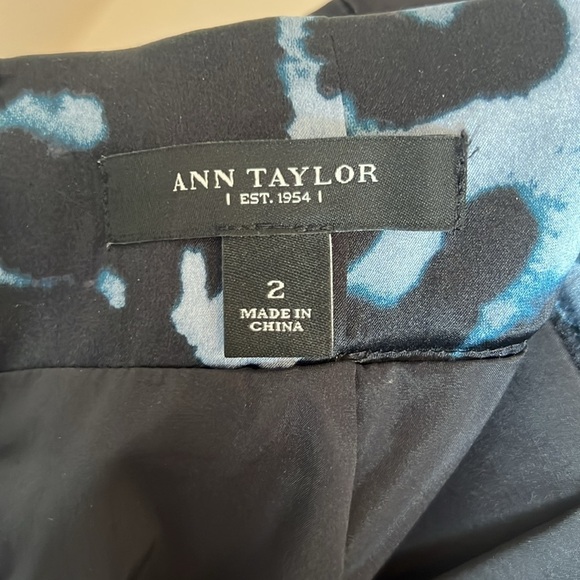 ANN TAYLOR
| EST. 1954 |
2
MADE IN
CHINA